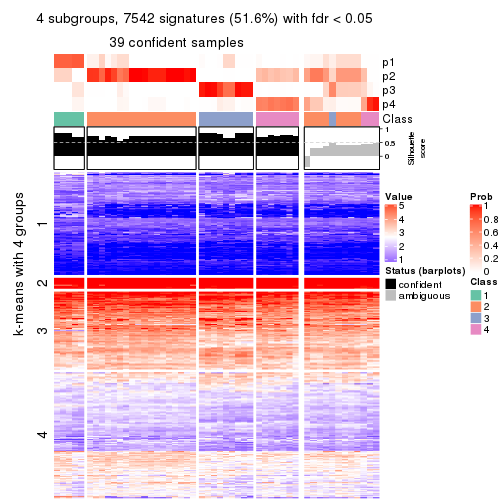 4 subgroups, 7542 signatures (51.6%) with fdr < 0.05
39 confident samples
p1
p2
p3
p4
Class
1
0.5
0
Silhouette
score
k-means with 4 groups
1
2
3
4
Value
5
4
3
2
1
Status (barplots)
confident
ambiguous
Prob
1
0.8
0.6
0.4
0.2
0
Class
1
2
3
4